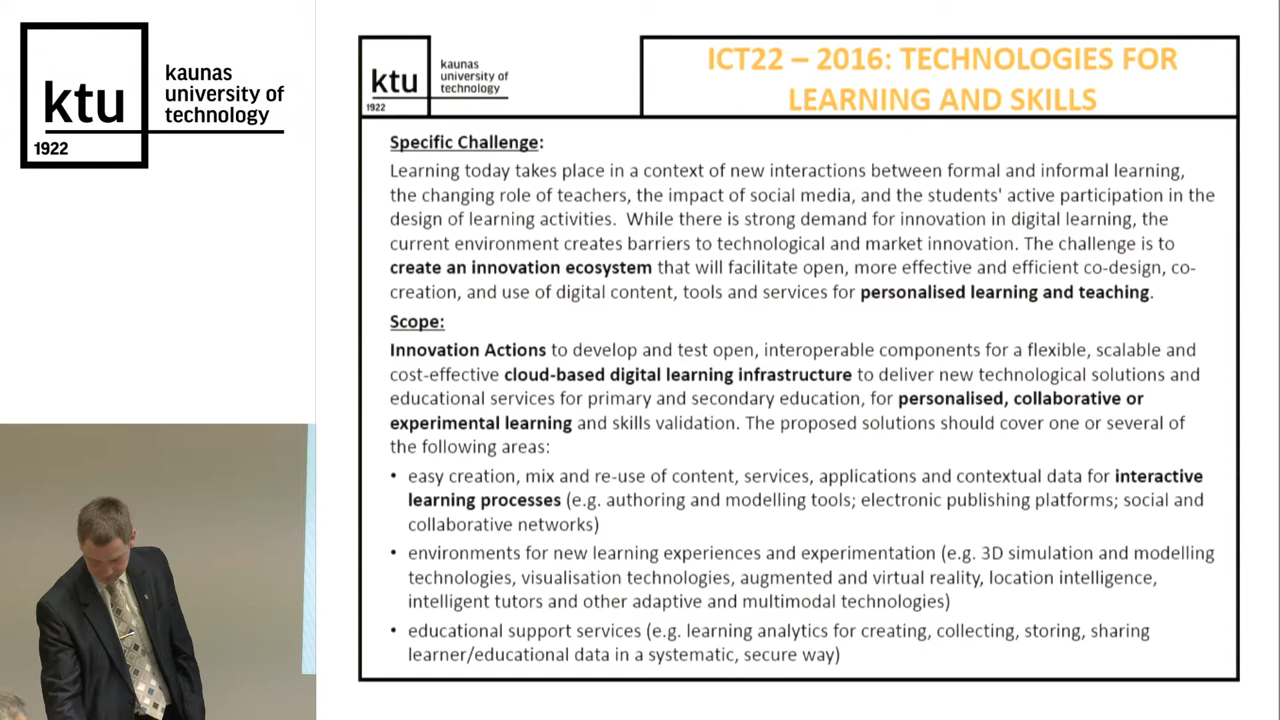 ktu
kaunas
university of
technology
1922
ktu
kaunas
university of
technology
1922
ICT22 – 2016: TECHNOLOGIES FOR
LEARNING AND SKILLS
Specific Challenge:
Learning today takes place in a context of new interactions between formal and informal learning,
the changing role of teachers, the impact of social media, and the students' active participation in the
design of learning activities.  While there is strong demand for innovation in digital learning, the
current environment creates barriers to technological and market innovation. The challenge is to
create an innovation ecosystem that will facilitate open, more effective and efficient co-design, co-
creation, and use of digital content, tools and services for personalised learning and teaching.
Scope:
Innovation Actions to develop and test open, interoperable components for a flexible, scalable and
cost-effective cloud-based digital learning infrastructure to deliver new technological solutions and
educational services for primary and secondary education, for personalised, collaborative or
experimental learning and skills validation. The proposed solutions should cover one or several of
the following areas:
• easy creation, mix and re-use of content, services, applications and contextual data for interactive
learning processes (e.g. authoring and modelling tools; electronic publishing platforms; social and
collaborative networks)
• environments for new learning experiences and experimentation (e.g. 3D simulation and modelling
technologies, visualisation technologies, augmented and virtual reality, location intelligence,
intelligent tutors and other adaptive and multimodal technologies)
• educational support services (e.g. learning analytics for creating, collecting, storing, sharing
learner/educational data in a systematic, secure way)